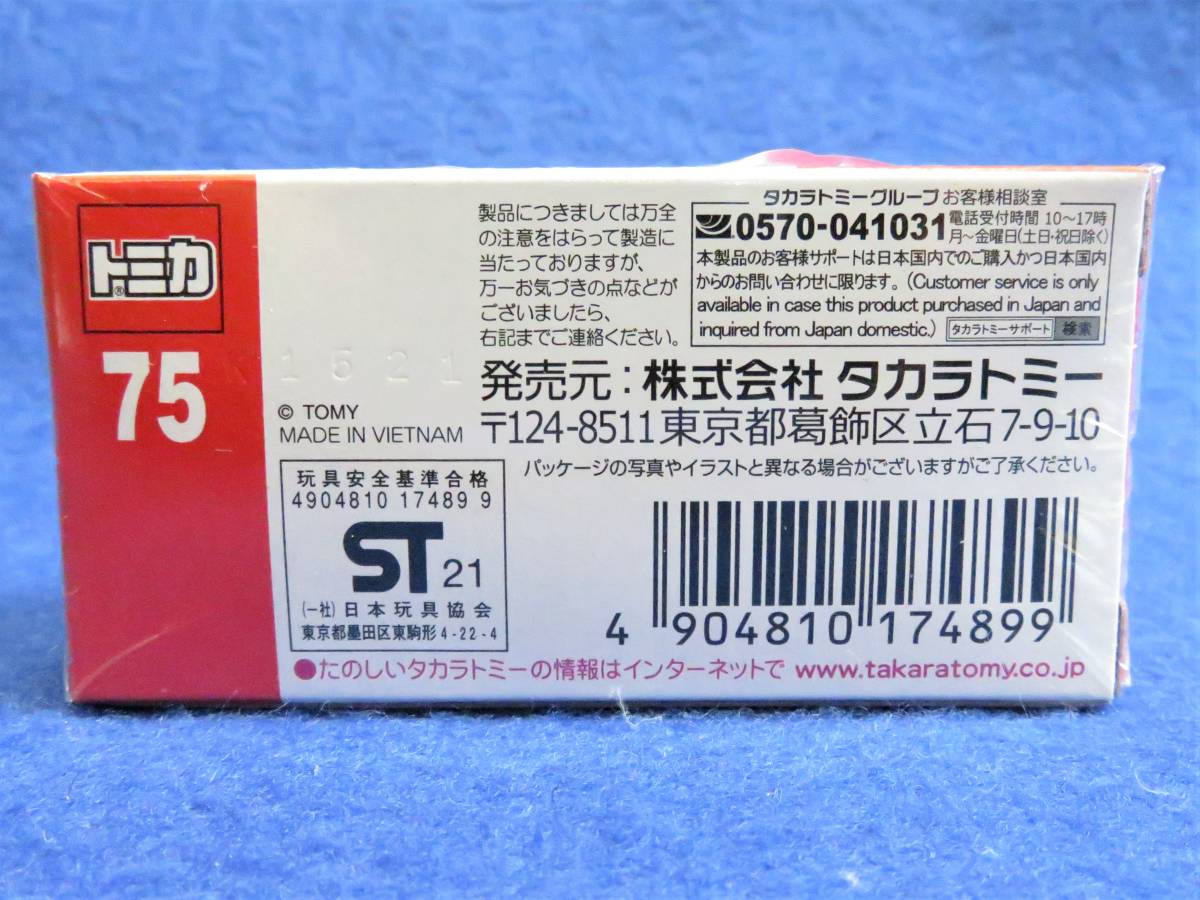 トミカ®
75
1521
© TOMY
MADE IN VIETNAM
製品につきましては万全
の注意をはらって製造に
当たっておりますが、
万一お気づきの点などが
ございましたら、
右記までご連絡ください。
タカラトミーグループ お客様相談室
0570-041031
電話受付時間 10〜17時
月〜金曜日(土日・祝日除く)
本製品のお客様サポートは日本国内でのご購入かつ日本国内
からのお問い合わせに限ります。(Customer service is only
available in case this product purchased in Japan and
inquired from Japan domestic.) タカラトミーサポート 検索
発売元：株式会社 タカラトミー
〒124-8511 東京都葛飾区立石7-9-10
パッケージの写真やイラストと異なる場合がございますがご了承ください。
玩具安全基準合格
4904810 17489 9
ST 21
(一社) 日本玩具協会
東京都墨田区東駒形4-22-4
4 904810 174899
●たのしいタカラトミーの情報はインターネットで www.takaratomy.co.jp